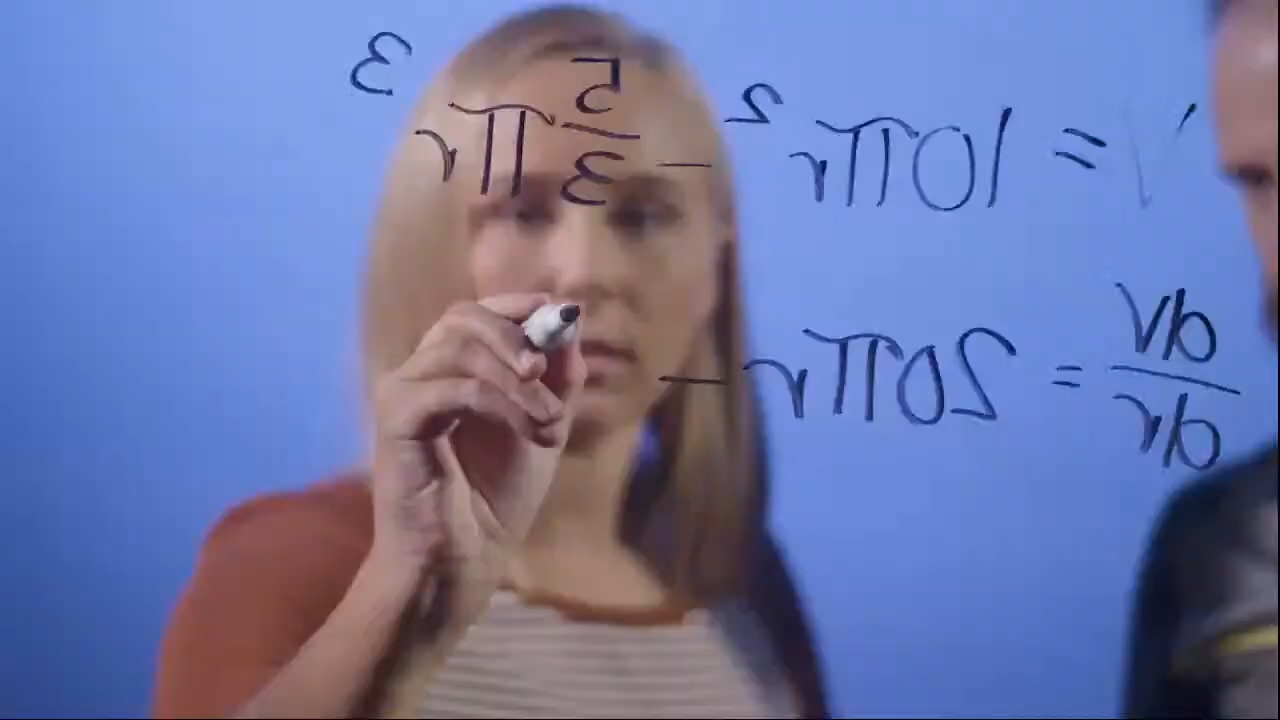 V = 10πr² - 5/3 πr³
dV/dr = 20πr -